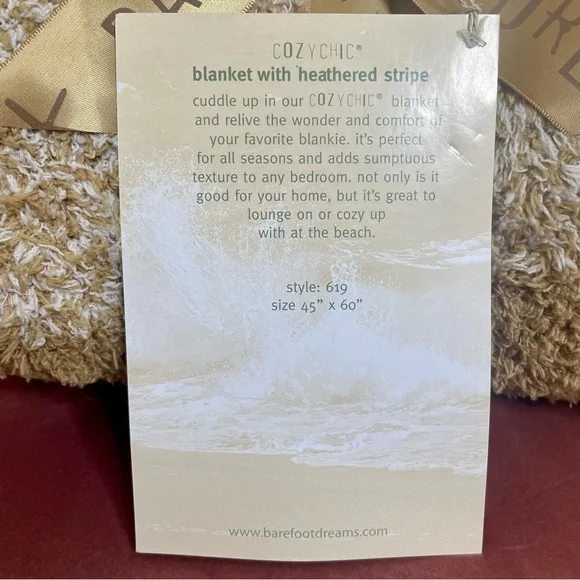 COZYCHIC®
blanket with heathered stripe
cuddle up in our COZYCHIC® blanket
and relive the wonder and comfort of
your favorite blankie. it's perfect
for all seasons and adds sumptuous
texture to any bedroom. not only is it
good for your home, but it's great to
lounge on or cozy up
with at the beach.
style: 619
size 45" x 60"
www.barefootdreams.com